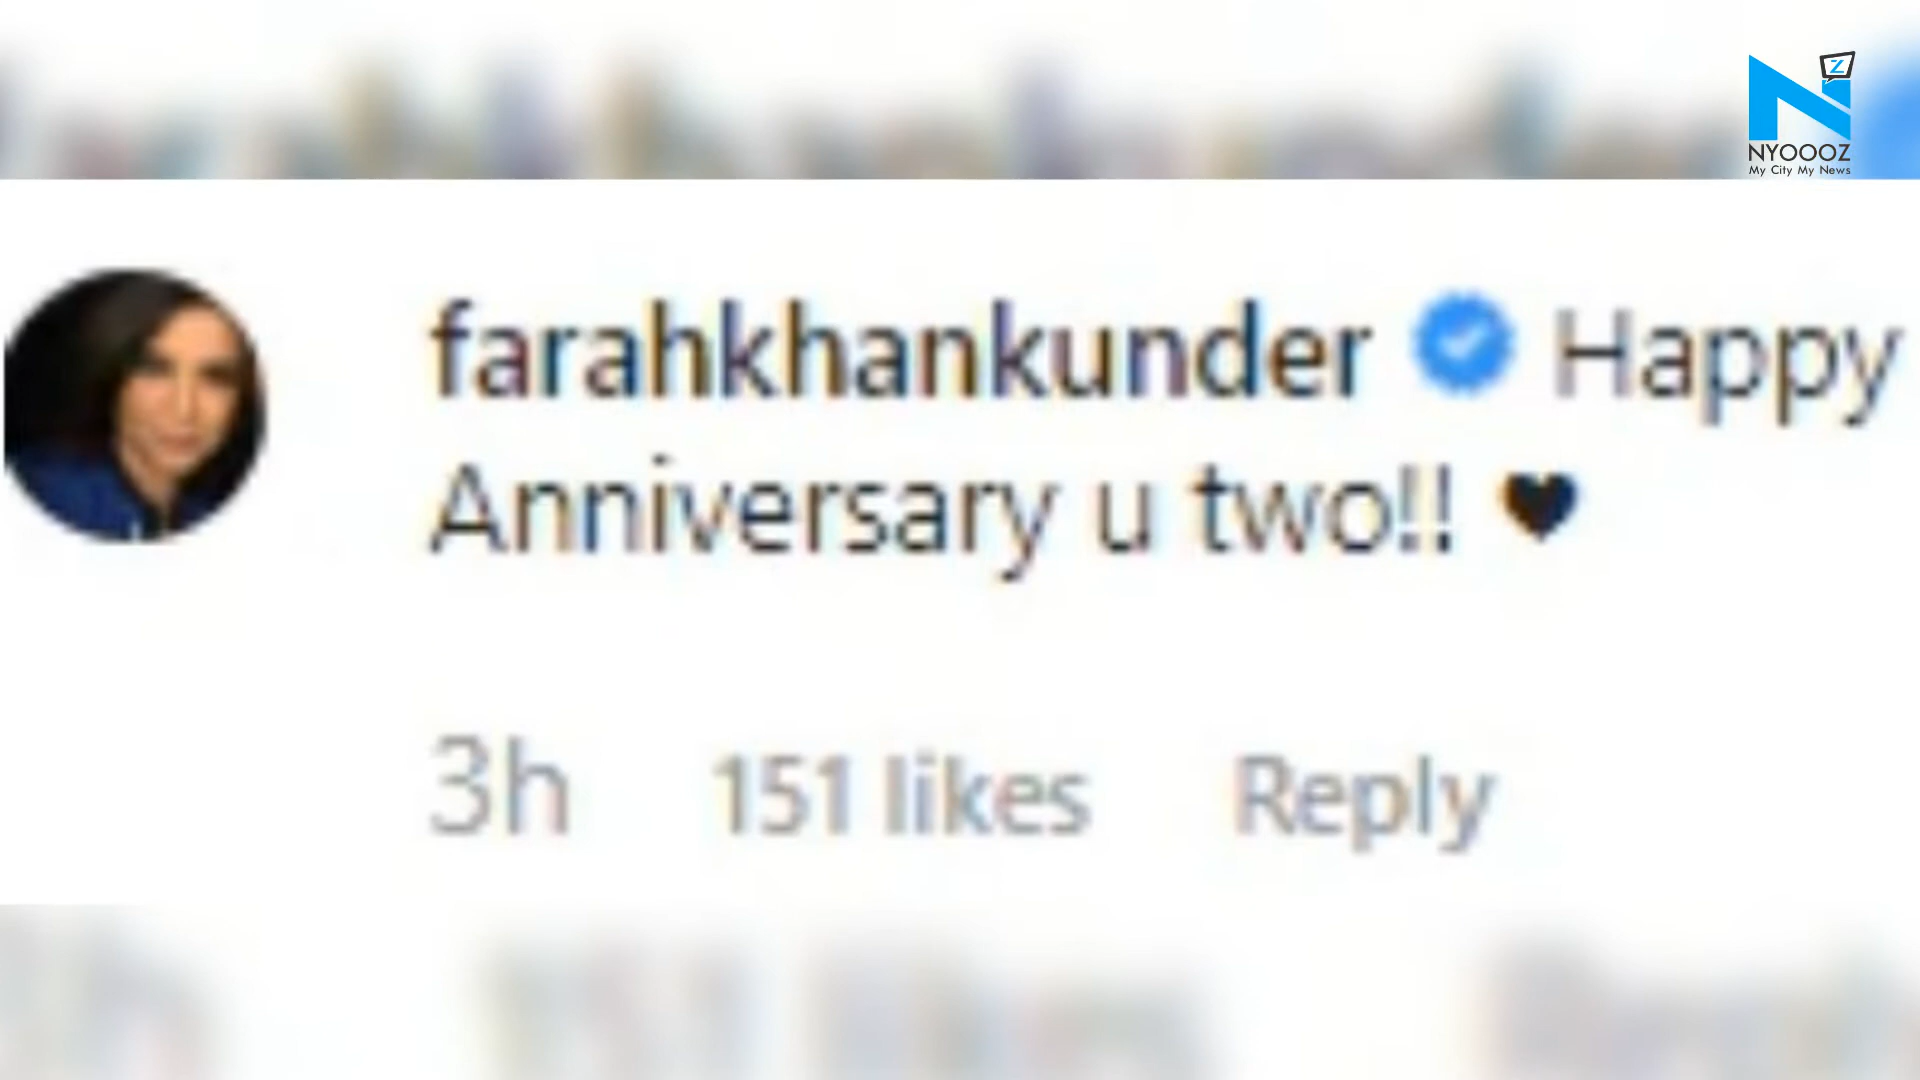 Z
NYOOOZ
My City My News
farahkhankunder Happy
Anniversary u two!! 🖤
3h 151 likes Reply